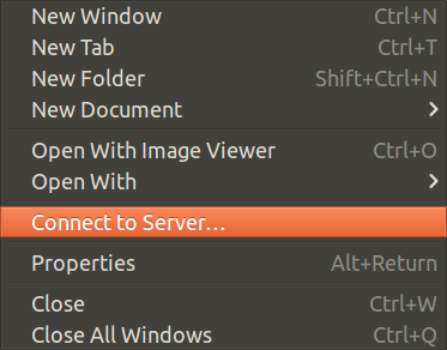 New Window Ctrl+N
New Tab Ctrl+T
New Folder Shift+Ctrl+N
New Document
Open With Image Viewer Ctrl+O
Open With
Connect to Server…
Properties Alt+Return
Close Ctrl+W
Close All Windows Ctrl+Q